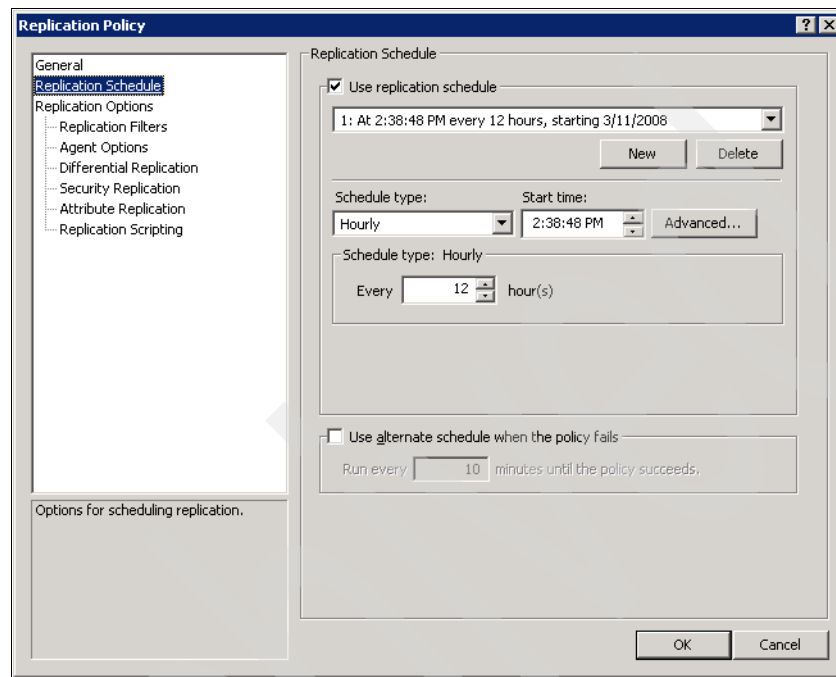 Replication Policy
General
Replication Schedule
Replication Options
Replication Filters
Agent Options
Differential Replication
Security Replication
Attribute Replication
Replication Scripting
Options for scheduling replication.
Replication Schedule
Use replication schedule
1: At 2:38:48 PM every 12 hours, starting 3/11/2008
New Delete
Schedule type: Start time:
Hourly 2:38:48 PM Advanced...
Schedule type: Hourly
Every 12 hour(s)
Use alternate schedule when the policy fails
Run every 10 minutes until the policy succeeds.
OK Cancel